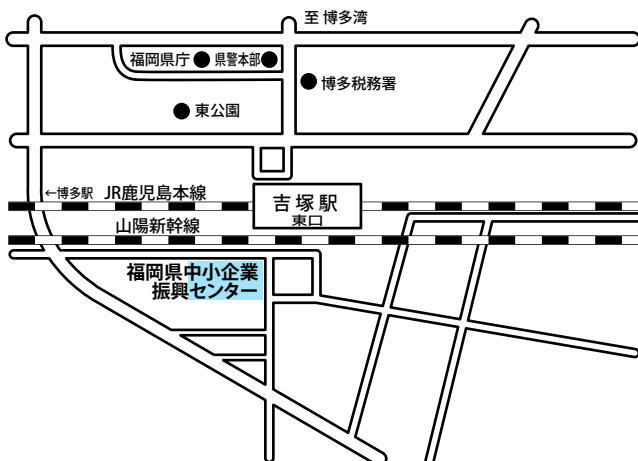 至 博多湾
福岡県庁
県警本部
博多税務署
東公園
←博多駅
JR鹿児島本線
吉塚駅
東口
山陽新幹線
福岡県中小企業
振興センター